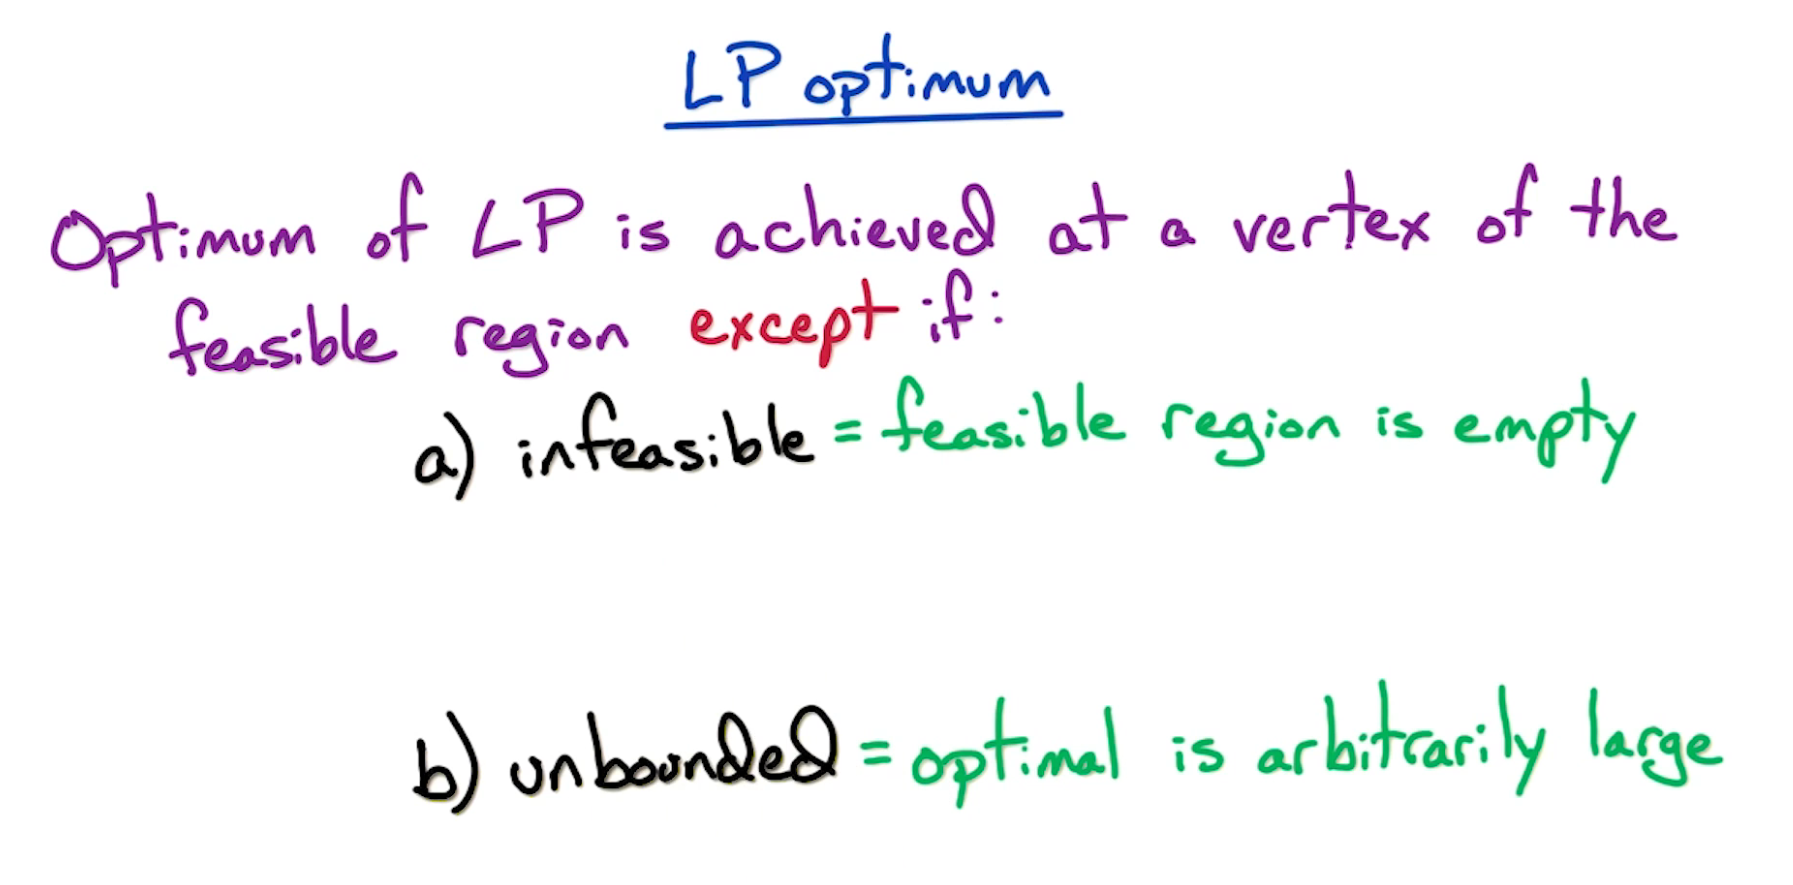 LP optimum
Optimum of LP is achieved at a vertex of the
feasible region except if:
a) infeasible = feasible region is empty
b) unbounded = optimal is arbitrarily large